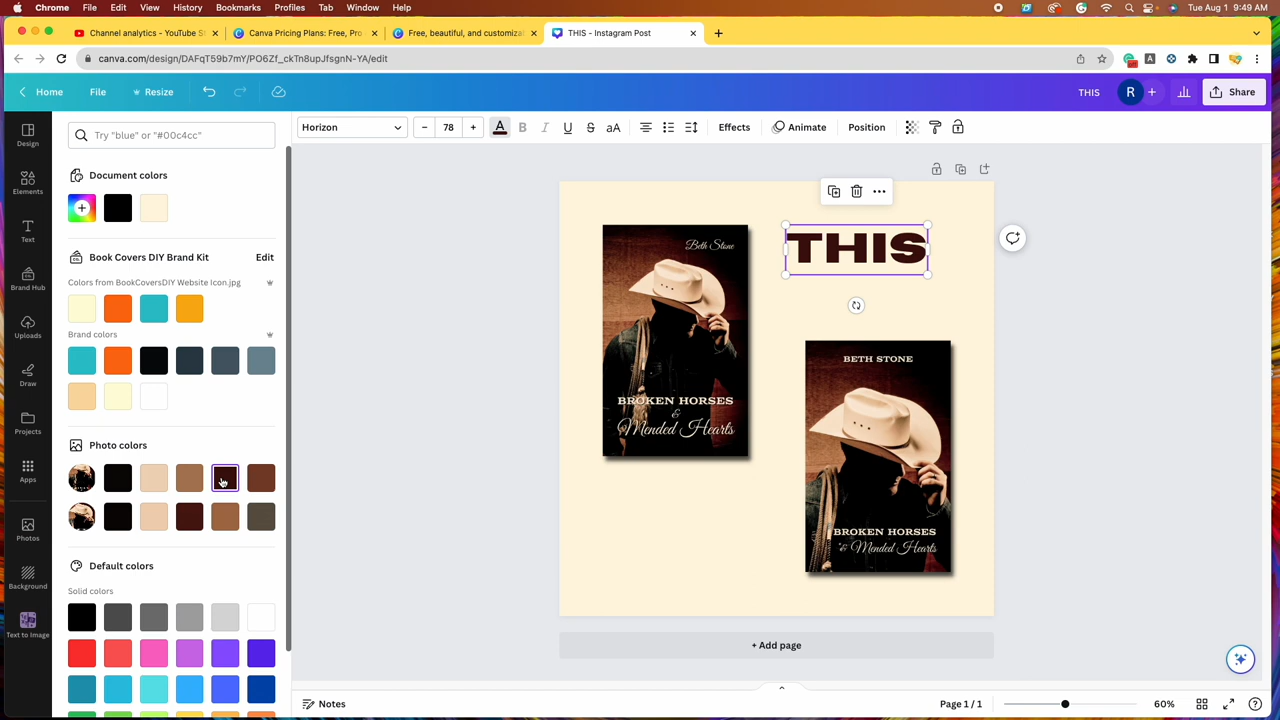 Chrome File Edit View History Bookmarks Profiles Tab Window Help
Tue Aug 1 9:49 AM
Channel analytics - YouTube S
Canva Pricing Plans: Free, Pro
Free, beautiful, and customiza
THIS - Instagram Post
canva.com/design/DAFqT59b7mY/PO6Zf_ckTn8upJfsgnN-YA/edit
Home File Resize
THIS R Share
Try "blue" or "#00c4cc"
Horizon 78 A B I U S aA Effects Animate Position
Design
Elements
Text
Brand Hub
Uploads
Draw
Projects
Apps
Photos
Background
Text to Image
Document colors
Book Covers DIY Brand Kit Edit
Colors from BookCoversDIY Website Icon.jpg
Brand colors
Photo colors
Default colors
Solid colors
Beth Stone
BROKEN HORSES
&
Mended Hearts
THIS
BETH STONE
BROKEN HORSES
& Mended Hearts
+ Add page
Notes
Page 1 / 1
60%